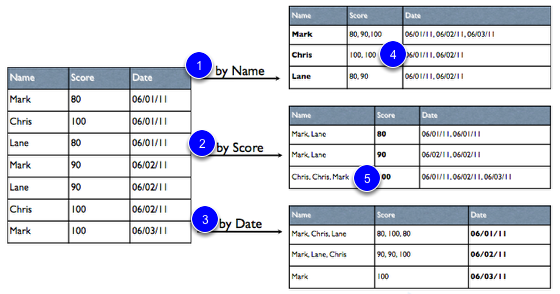 Name Score Date
Mark 80 06/01/11
Chris 100 06/01/11
Lane 80 06/01/11
Mark 90 06/02/11
Lane 90 06/02/11
Chris 100 06/02/11
Mark 100 06/03/11
1
by Name
2
by Score
3
by Date
Name Score Date
Mark 80, 90,100 06/01/11, 06/02/11, 06/03/11
Chris 100, 100 4 06/01/11, 06/02/11
Lane 80, 90 06/01/11, 06/02/11
Name Score Date
Mark, Lane 80 06/01/11, 06/01/11
Mark, Lane 90 06/02/11, 06/02/11
Chris, Chris, Mark 5 00 06/01/11, 06/02/11, 06/03/11
Name Score Date
Mark, Chris, Lane 80, 100, 80 06/01/11
Mark, Lane, Chris 90, 90, 100 06/02/11
Mark 100 06/03/11